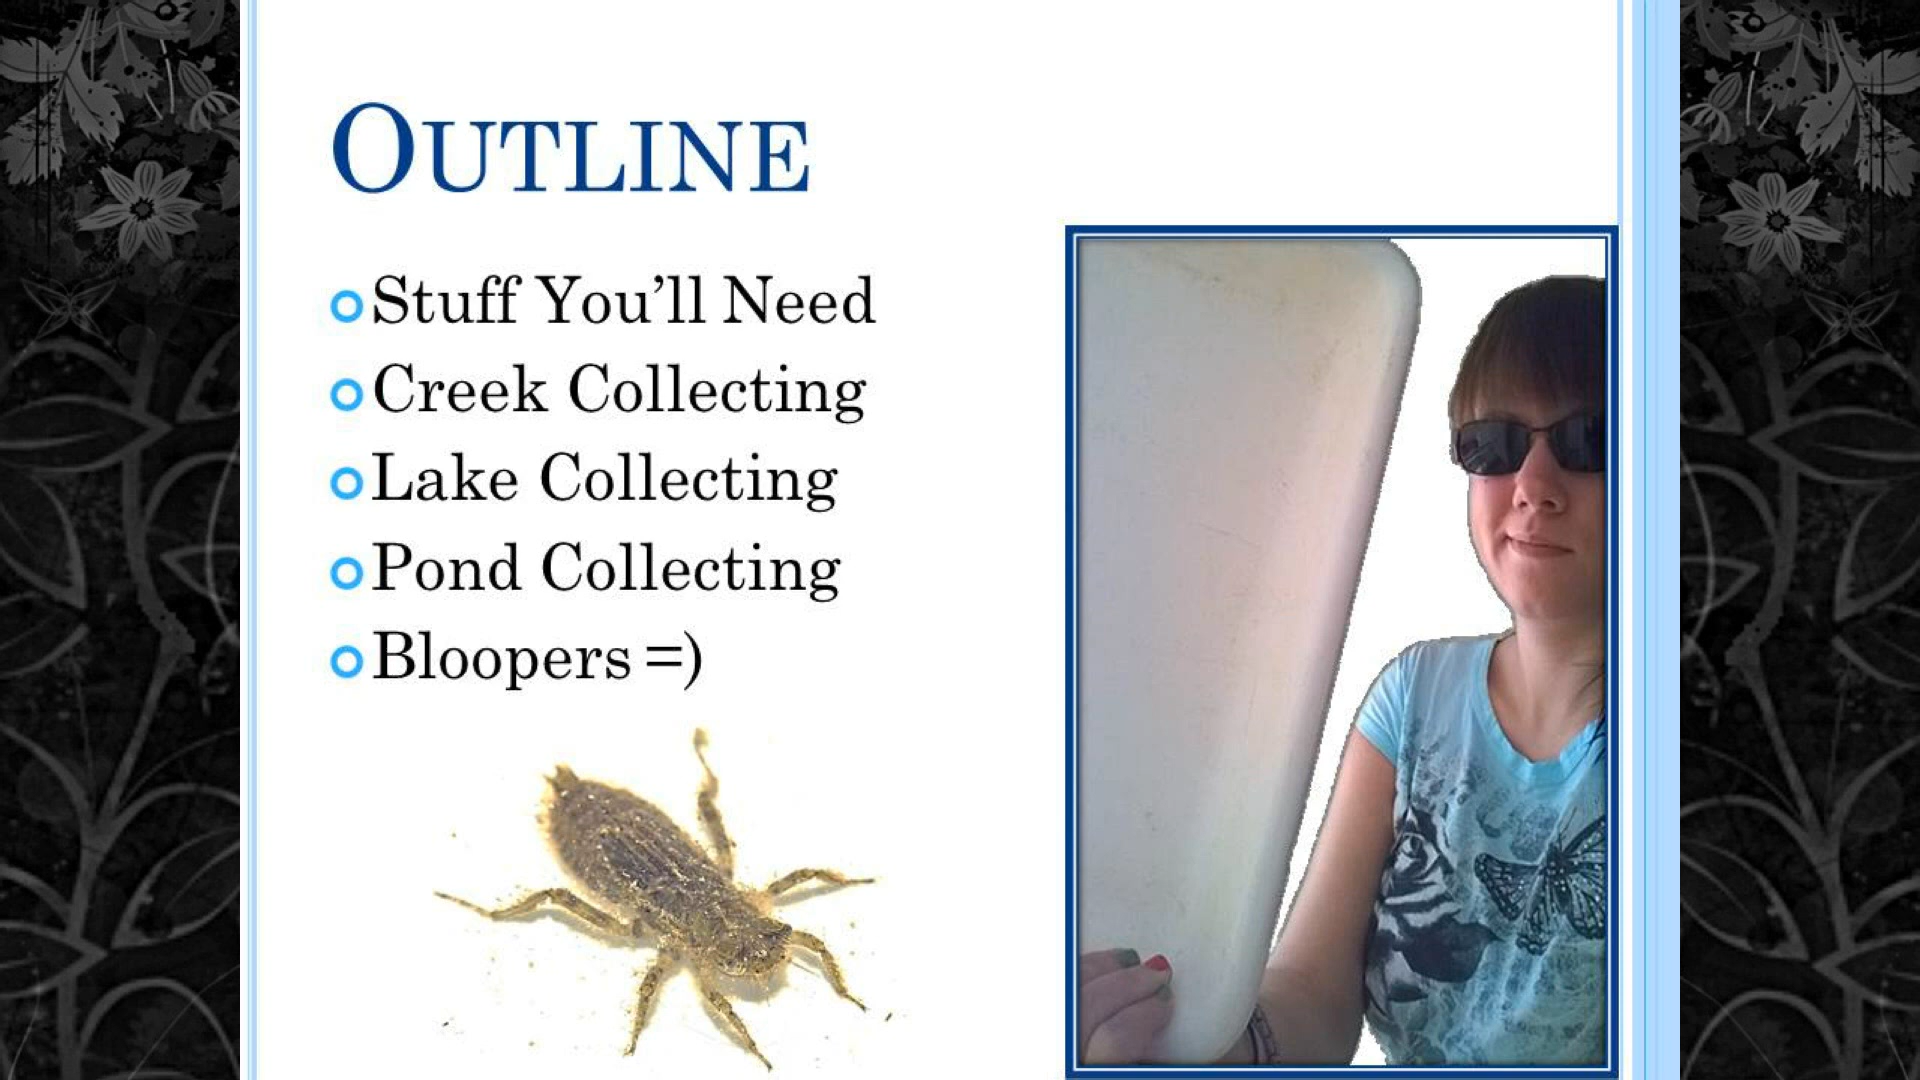 OUTLINE
Stuff You’ll Need
Creek Collecting
Lake Collecting
Pond Collecting
Bloopers =)